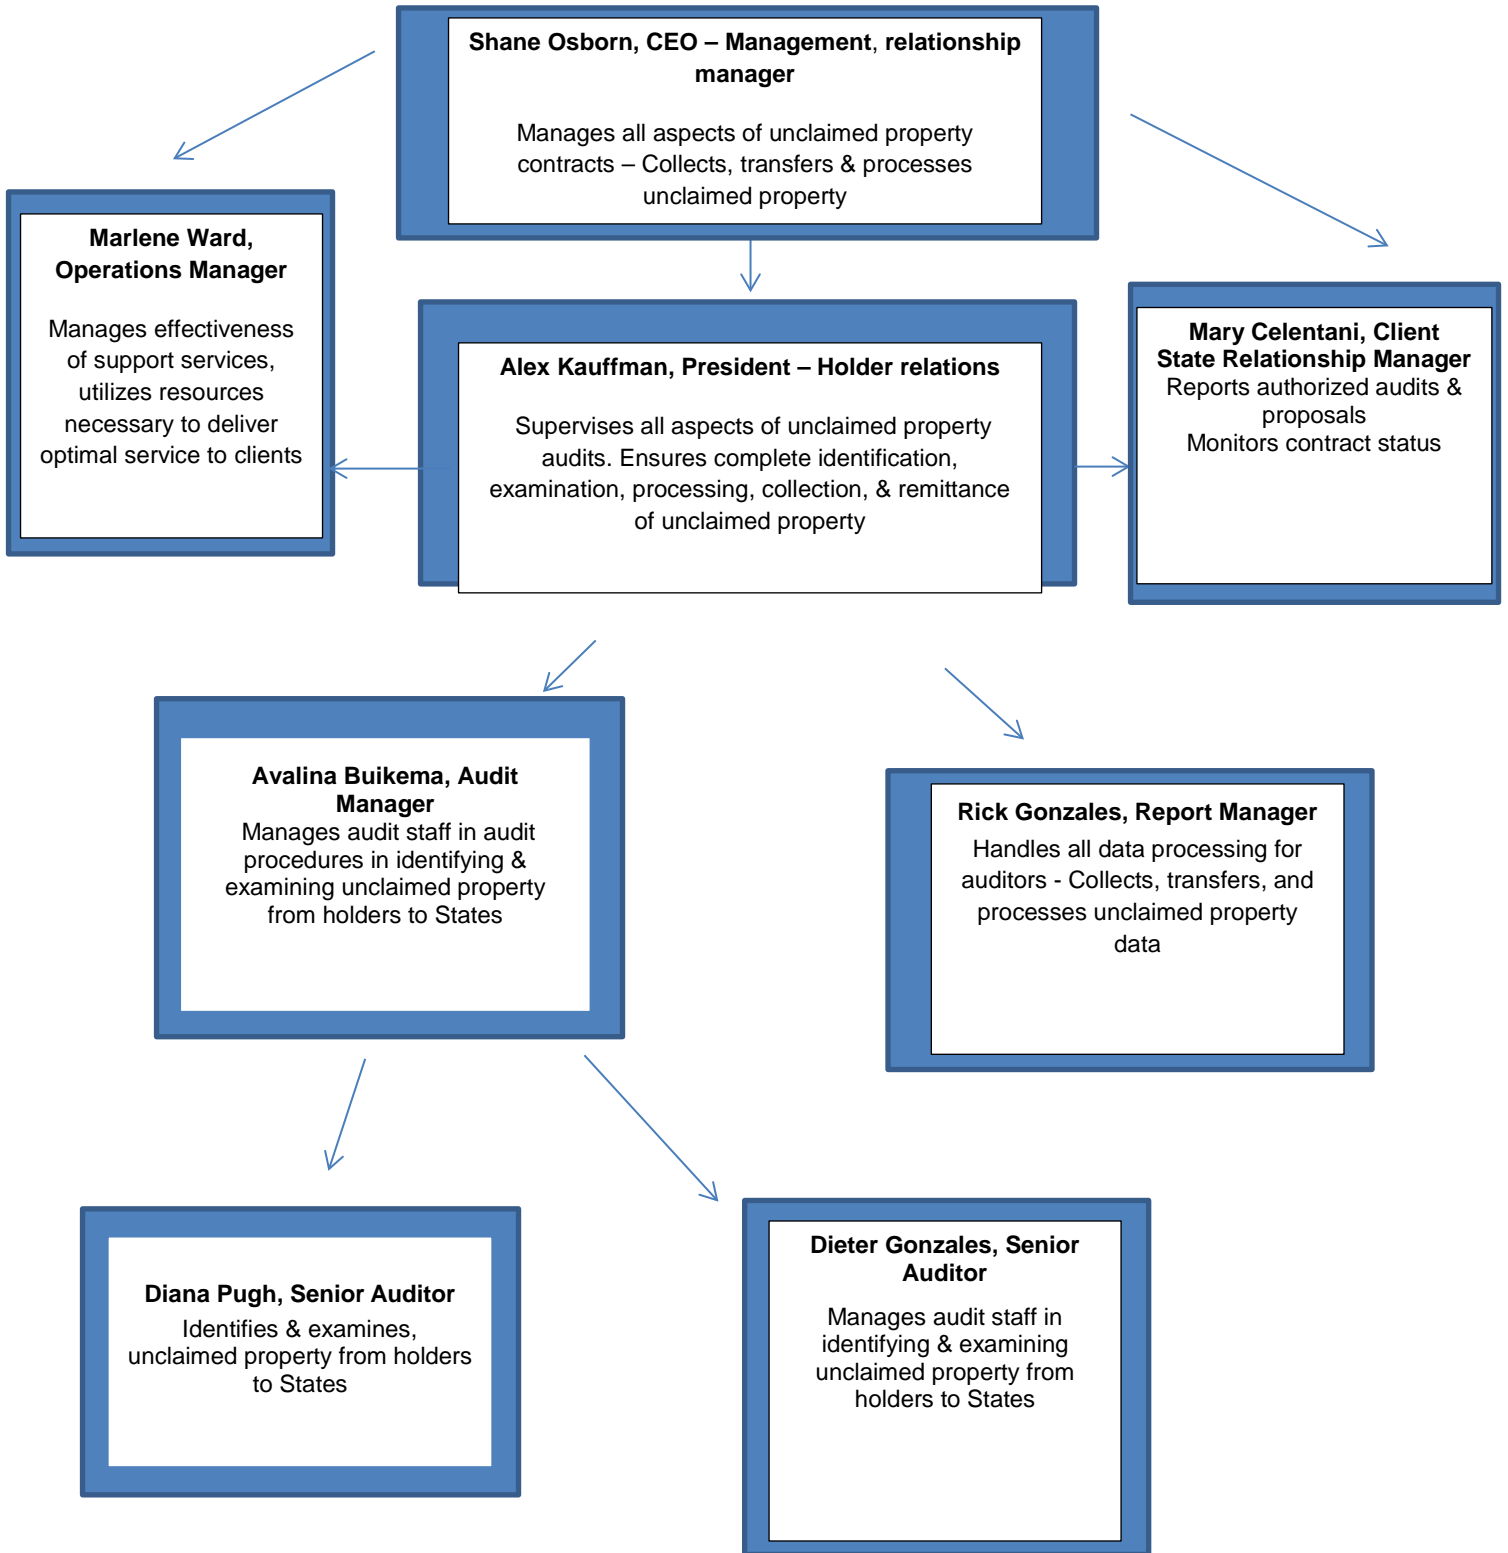 Shane Osborn, CEO – Management, relationship
manager
Manages all aspects of unclaimed property
contracts – Collects, transfers & processes
unclaimed property
Marlene Ward,
Operations Manager
Manages effectiveness
of support services,
utilizes resources
necessary to deliver
optimal service to clients
Alex Kauffman, President – Holder relations
Supervises all aspects of unclaimed property
audits. Ensures complete identification,
examination, processing, collection, & remittance
of unclaimed property
Mary Celentani, Client
State Relationship Manager
Reports authorized audits &
proposals
Monitors contract status
Avalina Buikema, Audit
Manager
Manages audit staff in audit
procedures in identifying &
examining unclaimed property
from holders to States
Rick Gonzales, Report Manager
Handles all data processing for
auditors - Collects, transfers, and
processes unclaimed property
data
Diana Pugh, Senior Auditor
Identifies & examines,
unclaimed property from holders
to States
Dieter Gonzales, Senior
Auditor
Manages audit staff in
identifying & examining
unclaimed property from
holders to States